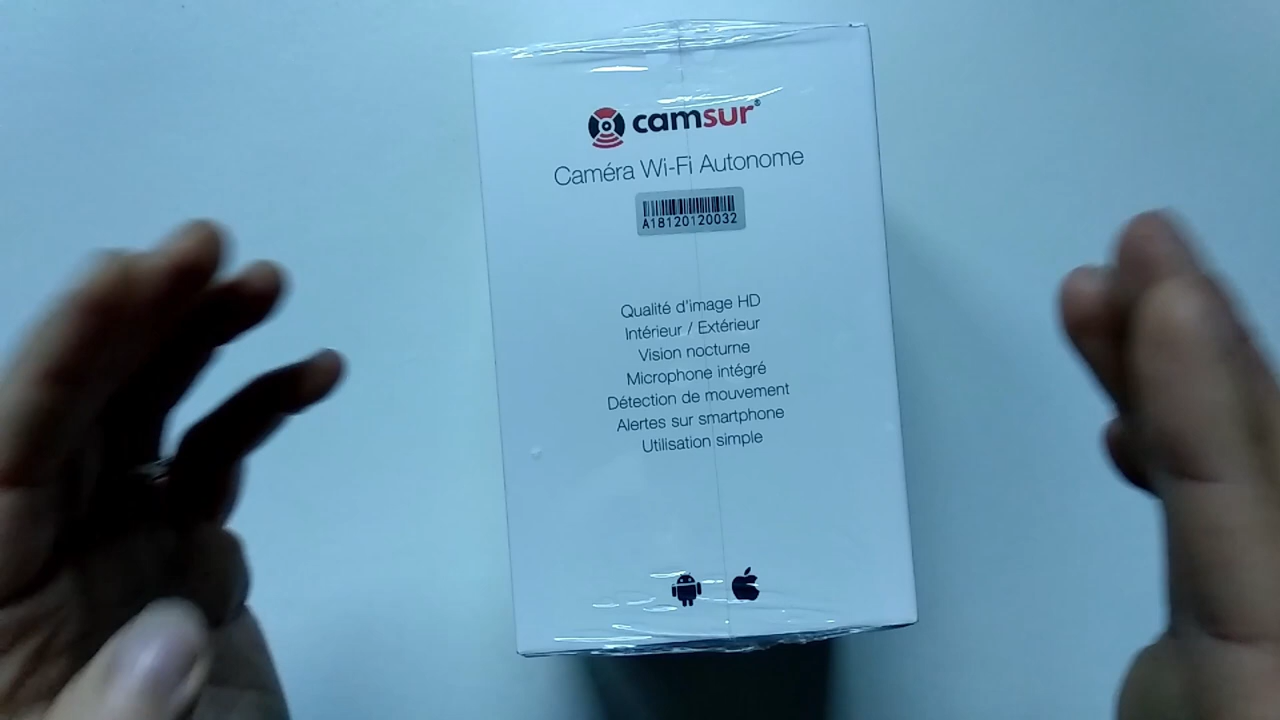 camsur®
Caméra Wi-Fi Autonome
A18120120032
Qualité d'image HD
Intérieur / Extérieur
Vision nocturne
Microphone intégré
Détection de mouvement
Alertes sur smartphone
Utilisation simple